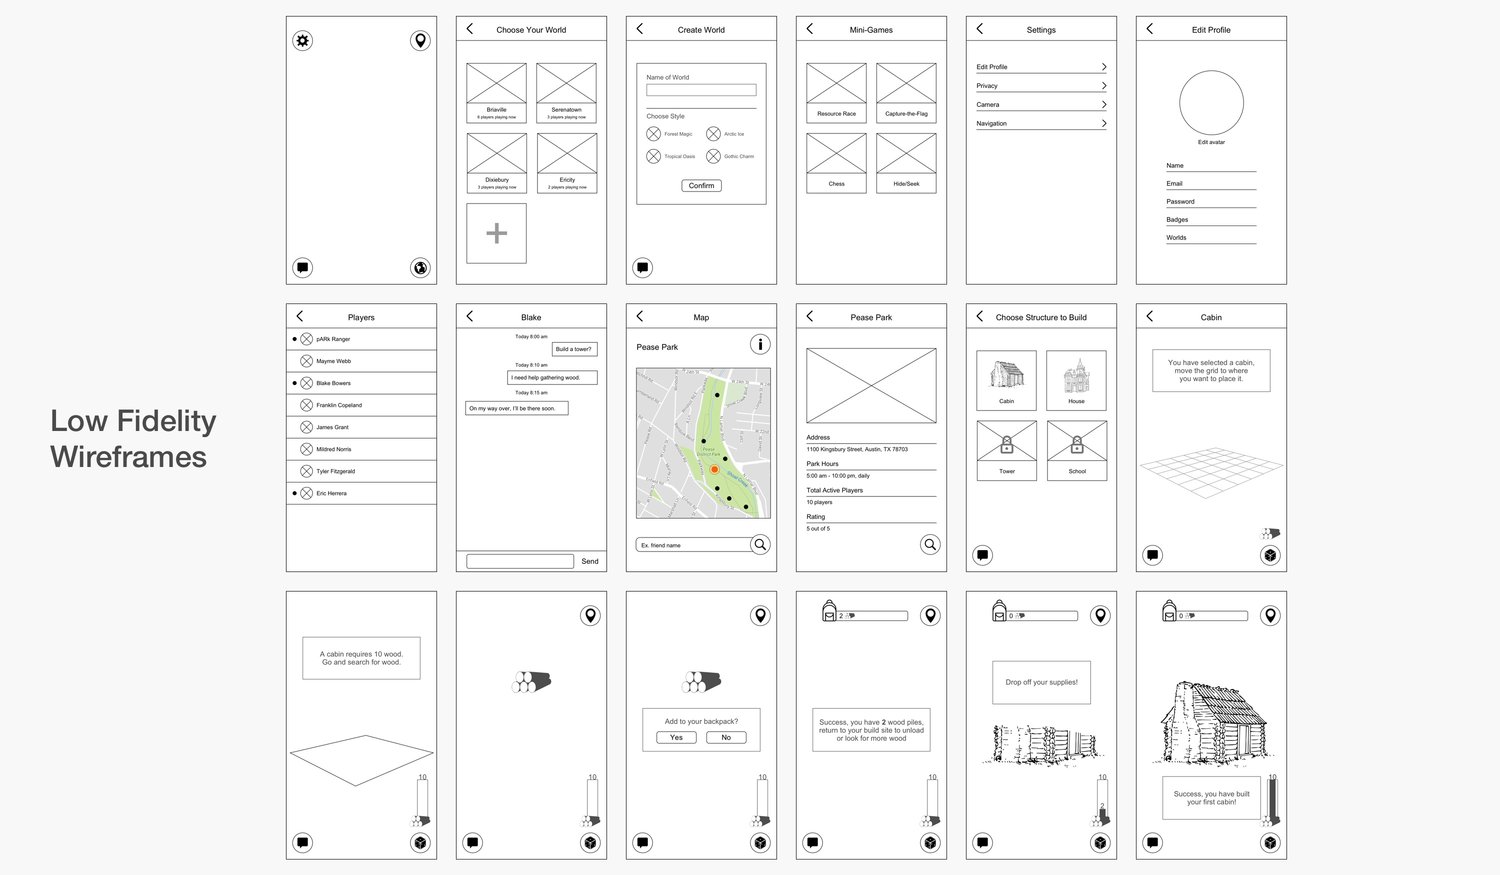 Low Fidelity
Wireframes
Choose Your World
Briaville
8 players playing now
Serenatown
3 players playing now
Dixiebury
3 players playing now
Ericity
2 players playing now
Create World
Name of World
Choose Style
Forest Magic
Arctic Ice
Tropical Oasis
Gothic Charm
Confirm
Mini-Games
Resource Race
Capture-the-Flag
Chess
Hide/Seek
Settings
Edit Profile
Privacy
Camera
Navigation
Edit Profile
Edit avatar
Name
Email
Password
Badges
Worlds
Players
pARk Ranger
Mayme Webb
Blake Bowers
Franklin Copeland
James Grant
Mildred Norris
Tyler Fitzgerald
Eric Herrera
Blake
Today 8:00 am
Build a tower?
Today 8:10 am
I need help gathering wood.
Today 8:15 am
On my way over, I'll be there soon.
Send
Map
Pease Park
Pease
District Park
Shoal Creek
Ex. friend name
Pease Park
Address
1100 Kingsbury Street, Austin, TX 78703
Park Hours
5:00 am - 10:00 pm, daily
Total Active Players
10 players
Rating
5 out of 5
Choose Structure to Build
Cabin
House
Tower
School
Cabin
You have selected a cabin,
move the grid to where
you want to place it.
A cabin requires 10 wood.
Go and search for wood.
10
10
Add to your backpack?
Yes
No
10
2
Success, you have 2 wood piles,
return to your build site to unload
or look for more wood
10
0
Drop off your supplies!
10
2
0
10
Success, you have built
your first cabin!